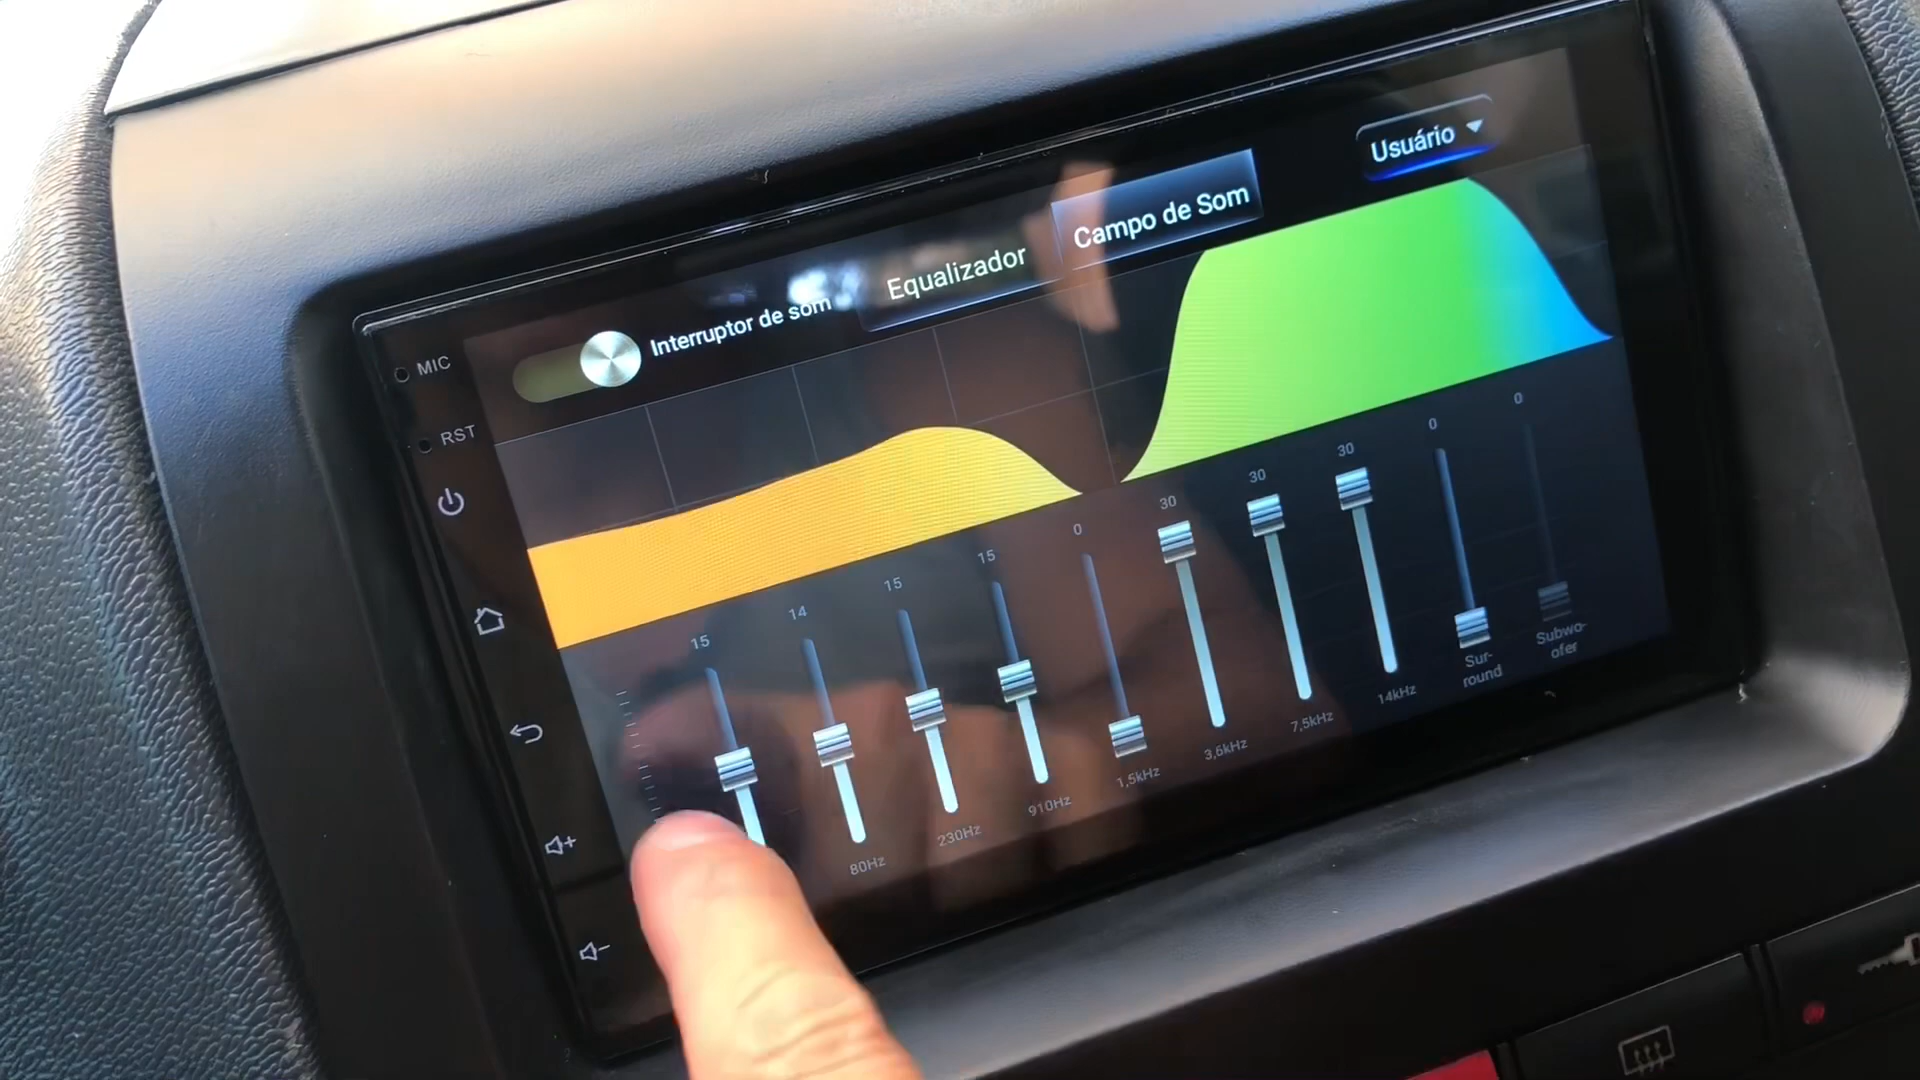 Usuário
Campo de Som
Equalizador
Interruptor de som
MIC
RST
15
14
15
15
0
30
30
30
0
0
80Hz
230Hz
910Hz
1,5kHz
3,6kHz
7,5kHz
14kHz
Sur-
round
Subwo-
ofer